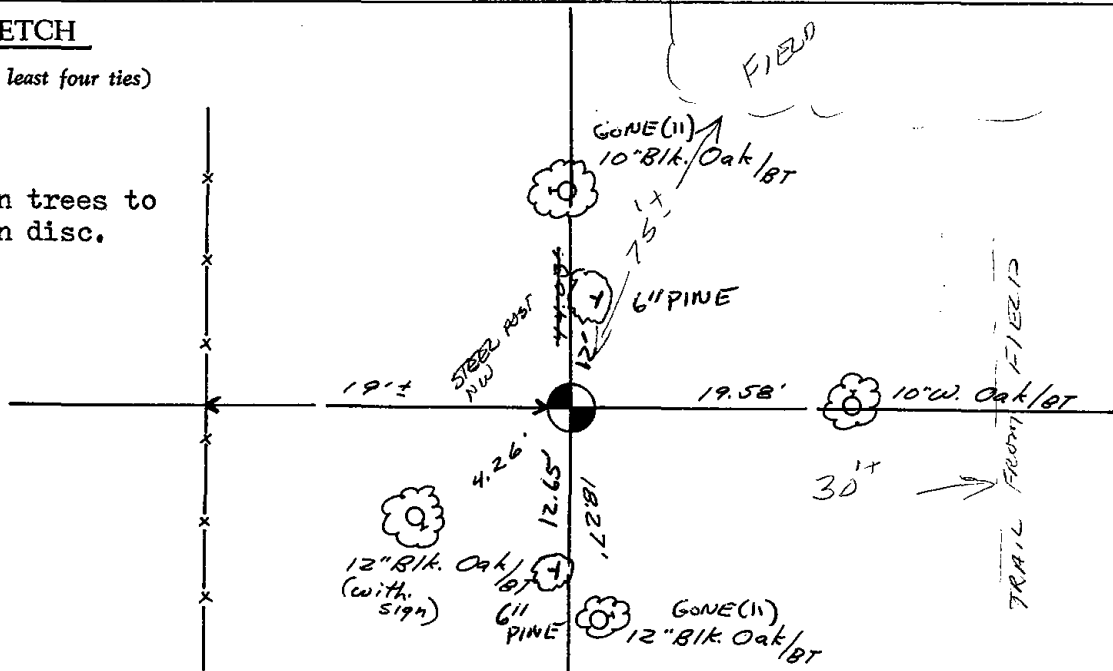 ETCH
least four ties)
FIELD
GONE(11)
10" Blk. Oak/BT
n trees to
n disc.
75'±
6" PINE
STEEL POST
NW
12-
19'±
19.58'
10" W. Oak/BT
30'±
TRAIL FROM FIELD
4.26'
12.65'
18.27'
12" Blk. Oak/BT
(with
sign)
6"
PINE
GONE(11)
12" Blk. Oak/BT